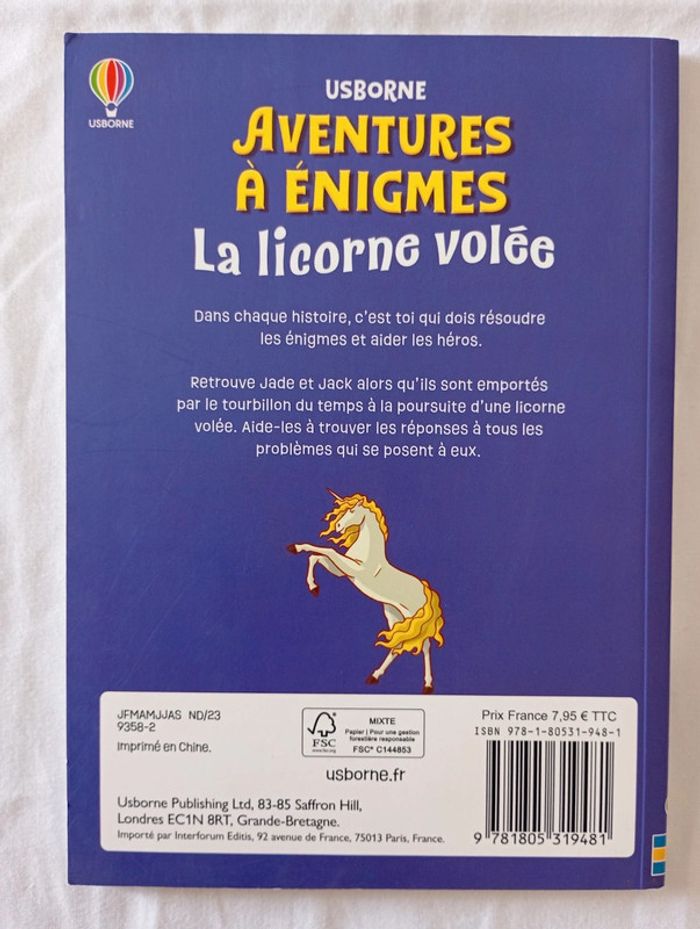 USBORNE
USBORNE
AVENTURES
À ÉNIGMES
La licorne volée
Dans chaque histoire, c'est toi qui dois résoudre
les énigmes et aider les héros.
Retrouve Jade et Jack alors qu'ils sont emportés
par le tourbillon du temps à la poursuite d'une licorne
volée. Aide-les à trouver les réponses à tous les
problèmes qui se posent à eux.
JFMAMJJAS ND/23
9358-2
Imprimé en Chine.
FSC
www.fsc.org
MIXTE
Papier | Pour une gestion
forestière responsable
FSC® C144853
usborne.fr
Usborne Publishing Ltd, 83-85 Saffron Hill,
Londres EC1N 8RT, Grande-Bretagne.
Importé par Interforum Editis, 92 avenue de France, 75013 Paris, France.
Prix France 7,95 € TTC
ISBN 978-1-80531-948-1
9 781805 319481